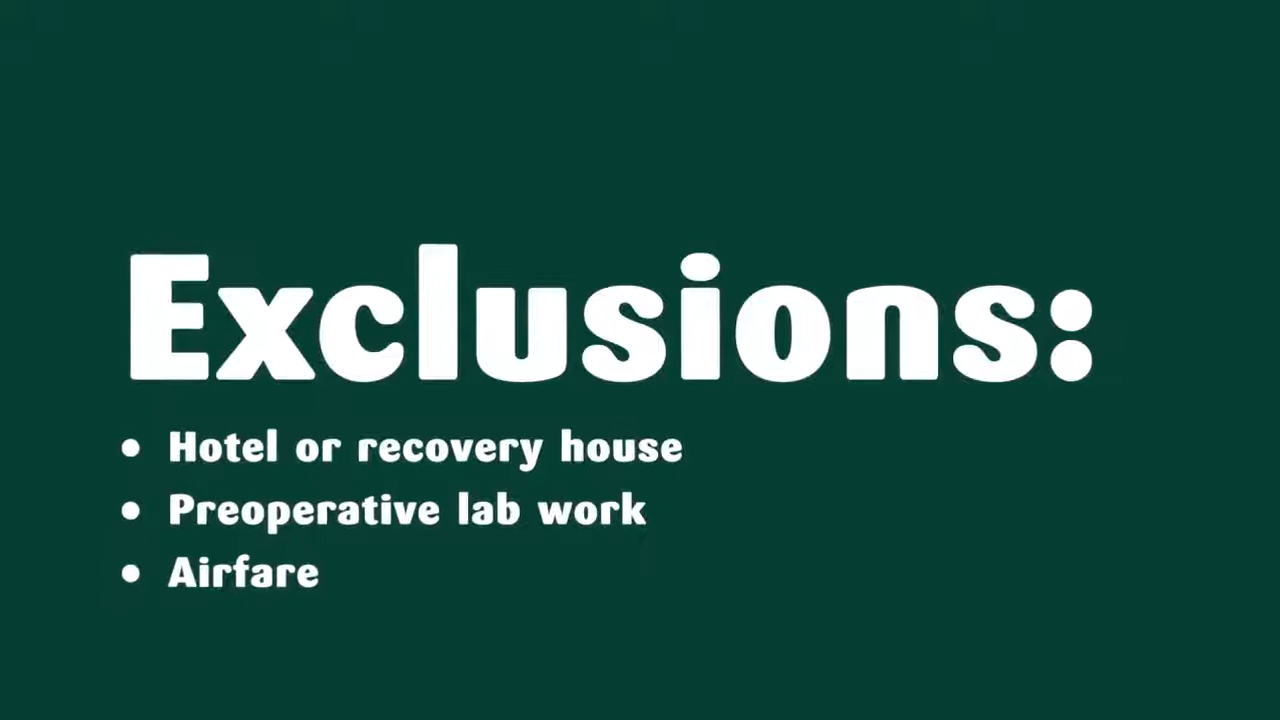 Exclusions:
• Hotel or recovery house
• Preoperative lab work
• Airfare